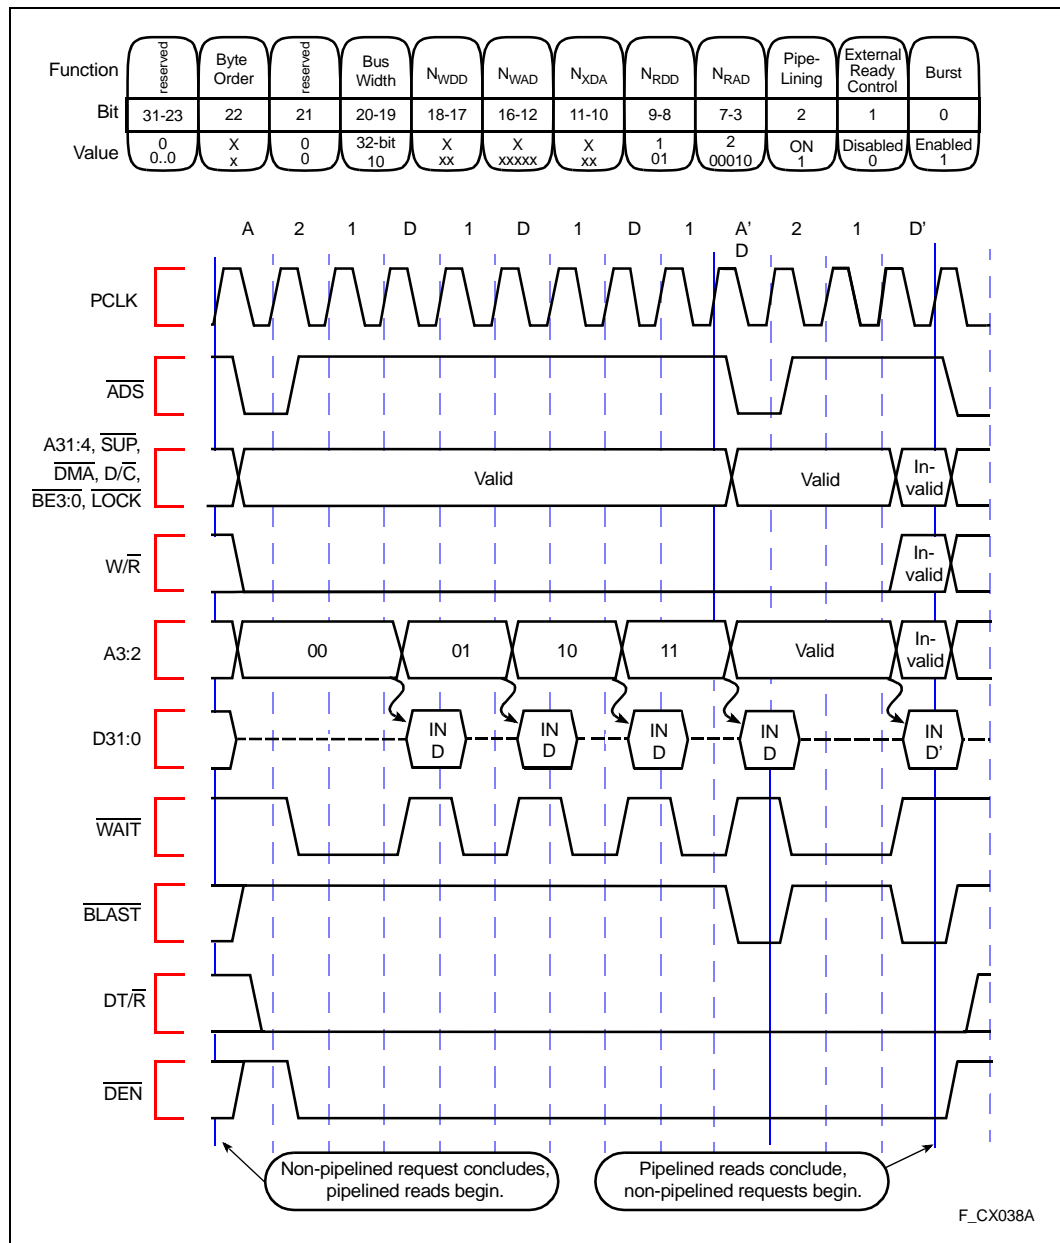 Function reserved Byte Order reserved Bus Width NWDD NWAD NXDA NRDD NRAD Pipe-Lining External Ready Control Burst
Bit 31-23 22 21 20-19 18-17 16-12 11-10 9-8 7-3 2 1 0
Value 0 X 0 32-bit X X X 1 2 ON Disabled Enabled
0..0 x 0 10 xx xxxxx xx 01 00010 1 0 1
A 2 1 D 1 D 1 D 1 A' 2 1 D'
D
PCLK
ADS
A31:4, SUP,
DMA, D/C,
BE3:0, LOCK
Valid Valid In-valid
W/R
In-valid
A3:2
00 01 10 11 Valid In-valid
D31:0
IN D IN D IN D IN D IN D'
WAIT
BLAST
DT/R
DEN
Non-pipelined request concludes,
pipelined reads begin.
Pipelined reads conclude,
non-pipelined requests begin.
F_CX038A